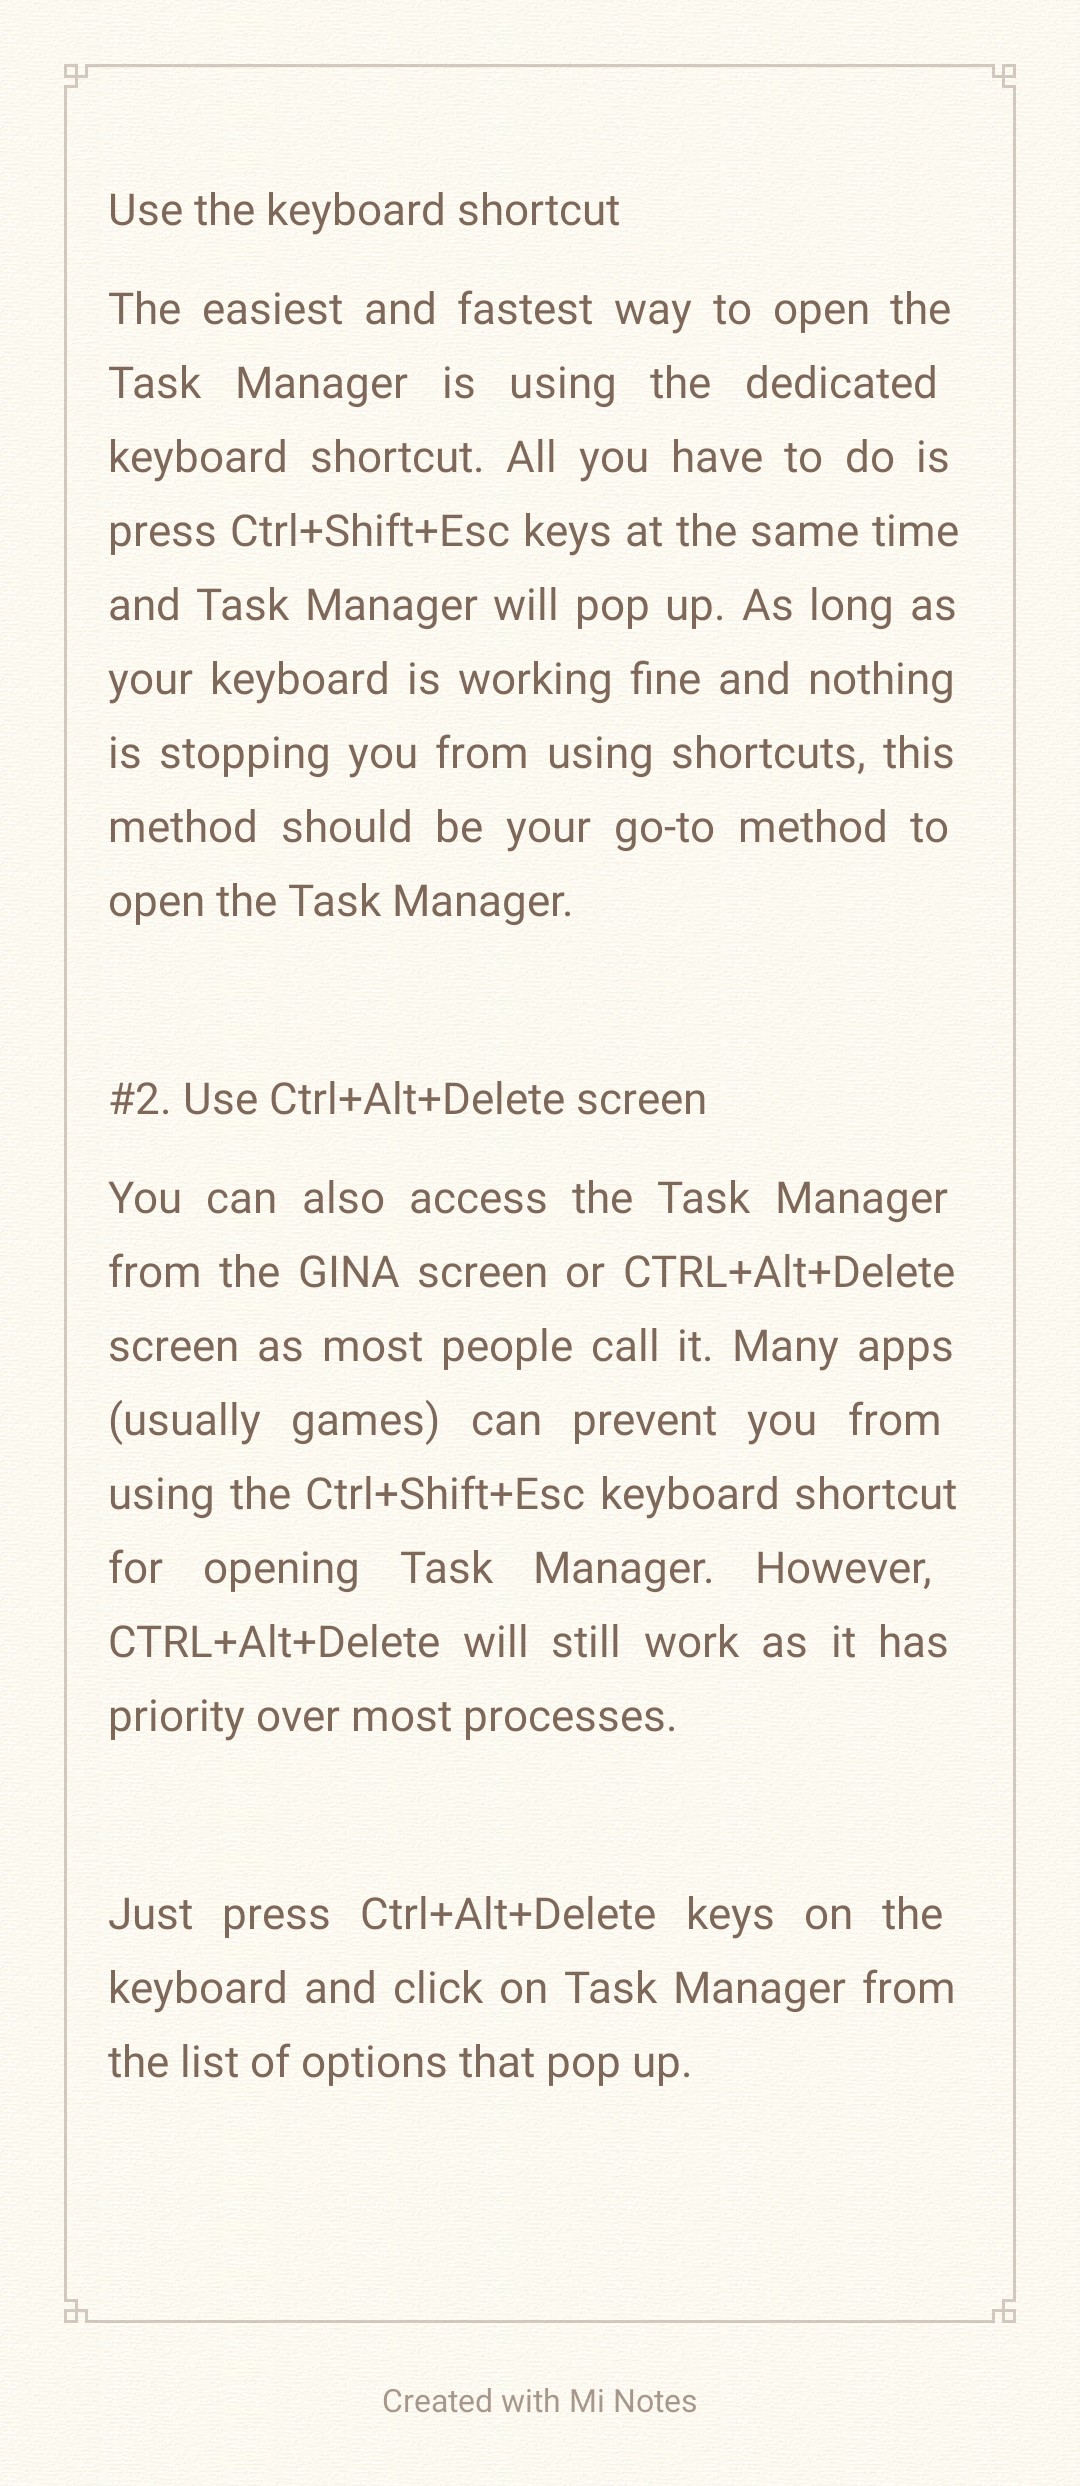 Use the keyboard shortcut
The easiest and fastest way to open the
Task Manager is using the dedicated
keyboard shortcut. All you have to do is
press Ctrl+Shift+Esc keys at the same time
and Task Manager will pop up. As long as
your keyboard is working fine and nothing
is stopping you from using shortcuts, this
method should be your go-to method to
open the Task Manager.
#2. Use Ctrl+Alt+Delete screen
You can also access the Task Manager
from the GINA screen or CTRL+Alt+Delete
screen as most people call it. Many apps
(usually games) can prevent you from
using the Ctrl+Shift+Esc keyboard shortcut
for opening Task Manager. However,
CTRL+Alt+Delete will still work as it has
priority over most processes.
Just press Ctrl+Alt+Delete keys on the
keyboard and click on Task Manager from
the list of options that pop up.
Created with Mi Notes